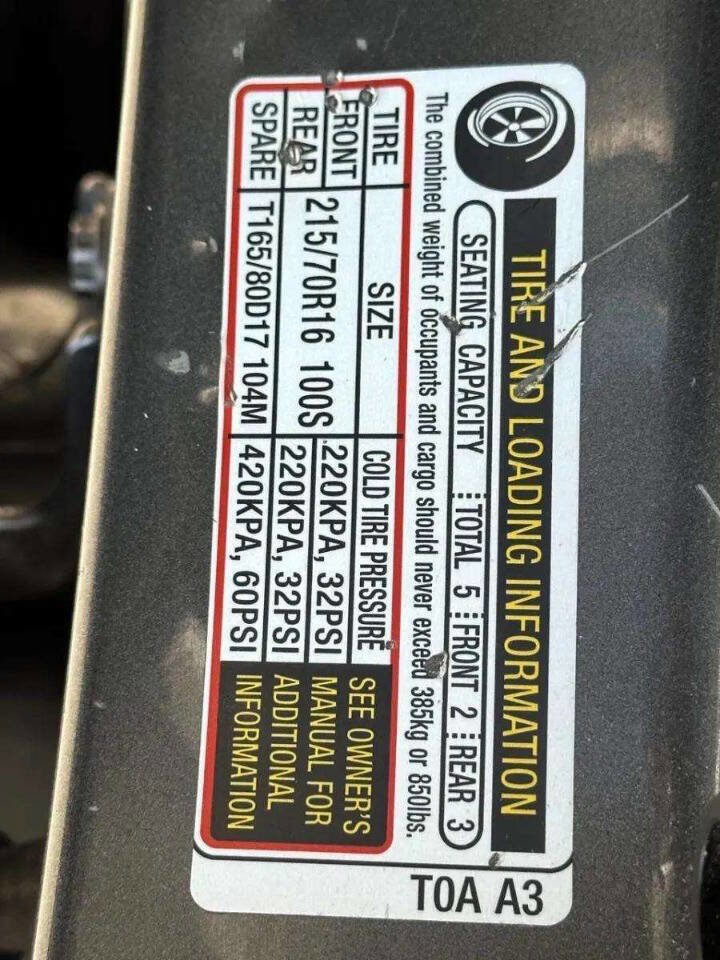 TIRE AND LOADING INFORMATION
SEATING CAPACITY TOTAL 5 FRONT 2 REAR 3
The combined weight of occupants and cargo should never exceed 385kg or 850lbs.
TIRE SIZE COLD TIRE PRESSURE
FRONT 215/70R16 100S 220KPA, 32PSI
REAR 220KPA, 32PSI
SPARE T165/80D17 104M 420KPA, 60PSI
SEE OWNER'S
MANUAL FOR
ADDITIONAL
INFORMATION
T0A A3